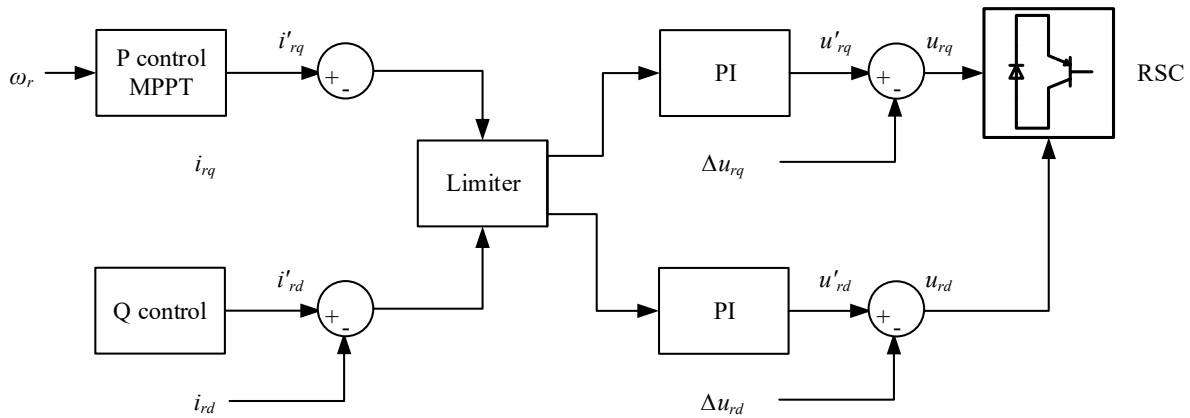 ω_r
P control
MPPT
i'_rq
+
-
i_rq
Limiter
PI
u'_rq
+
-
u_rq
Δu_rq
RSC
Q control
i'_rd
+
-
i_rd
PI
u'_rd
+
-
u_rd
Δu_rd